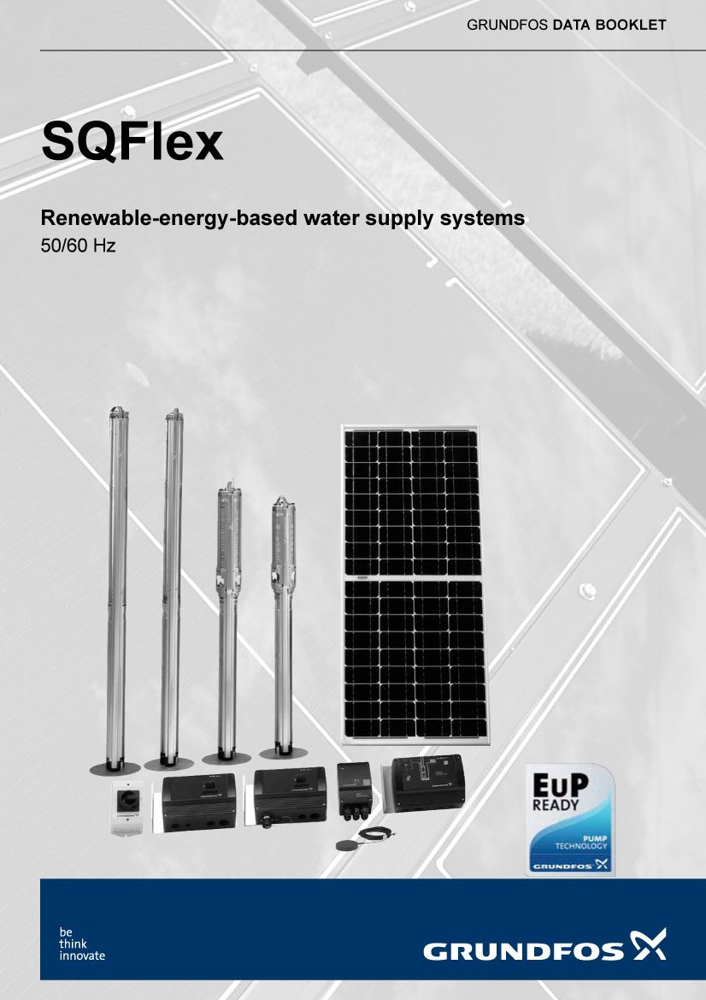 GRUNDFOS DATA BOOKLET
SQFlex
Renewable-energy-based water supply systems
50/60 Hz
EuP
READY
PUMP
TECHNOLOGY
GRUNDFOS
be
think
innovate
GRUNDFOS